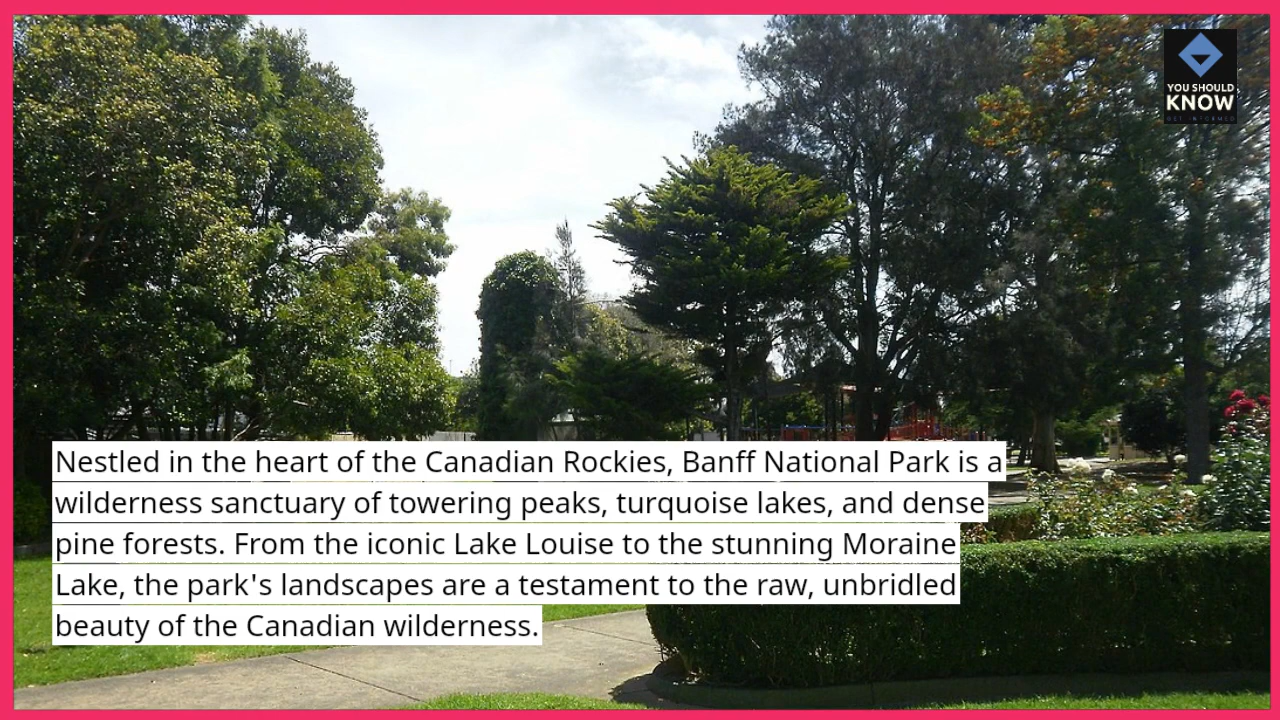 YOU SHOULD
KNOW
GET INFORMED
Nestled in the heart of the Canadian Rockies, Banff National Park is a
wilderness sanctuary of towering peaks, turquoise lakes, and dense
pine forests. From the iconic Lake Louise to the stunning Moraine
Lake, the park's landscapes are a testament to the raw, unbridled
beauty of the Canadian wilderness.